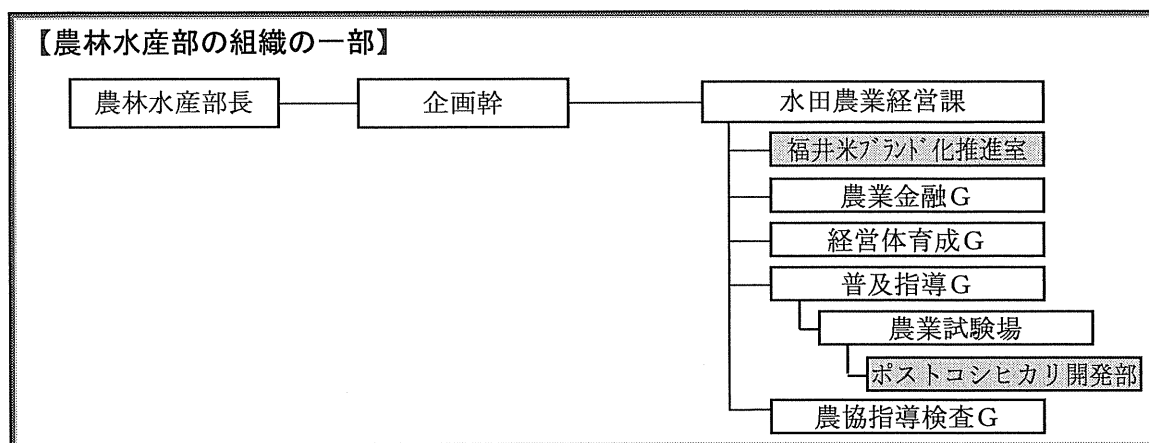 【農林水産部の組織の一部】
農林水産部長 企画幹 水田農業経営課
福井米ブランド化推進室
農業金融G
経営体育成G
普及指導G
農業試験場
ポストコシヒカリ開発部
農協指導検査G